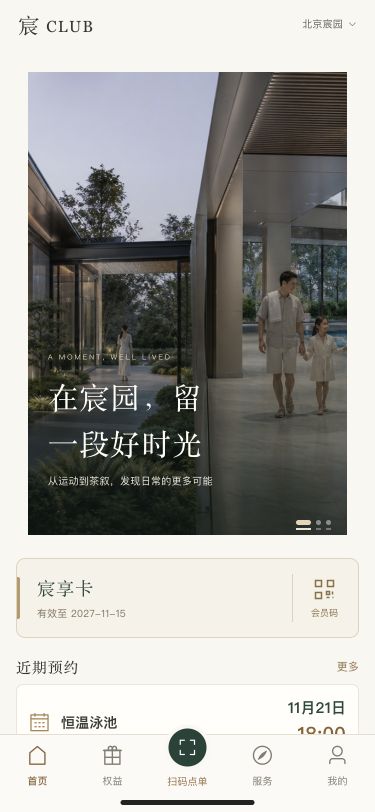 宸 CLUB
北京宸园
A MOMENT, WELL LIVED
在宸园，留
一段好时光
从运动到茶叙，发现日常的更多可能
宸享卡
有效至 2027-11-15
会员码
近期预约
更多
11月21日
恒温泳池
18:00
首页
权益
扫码点单
服务
我的